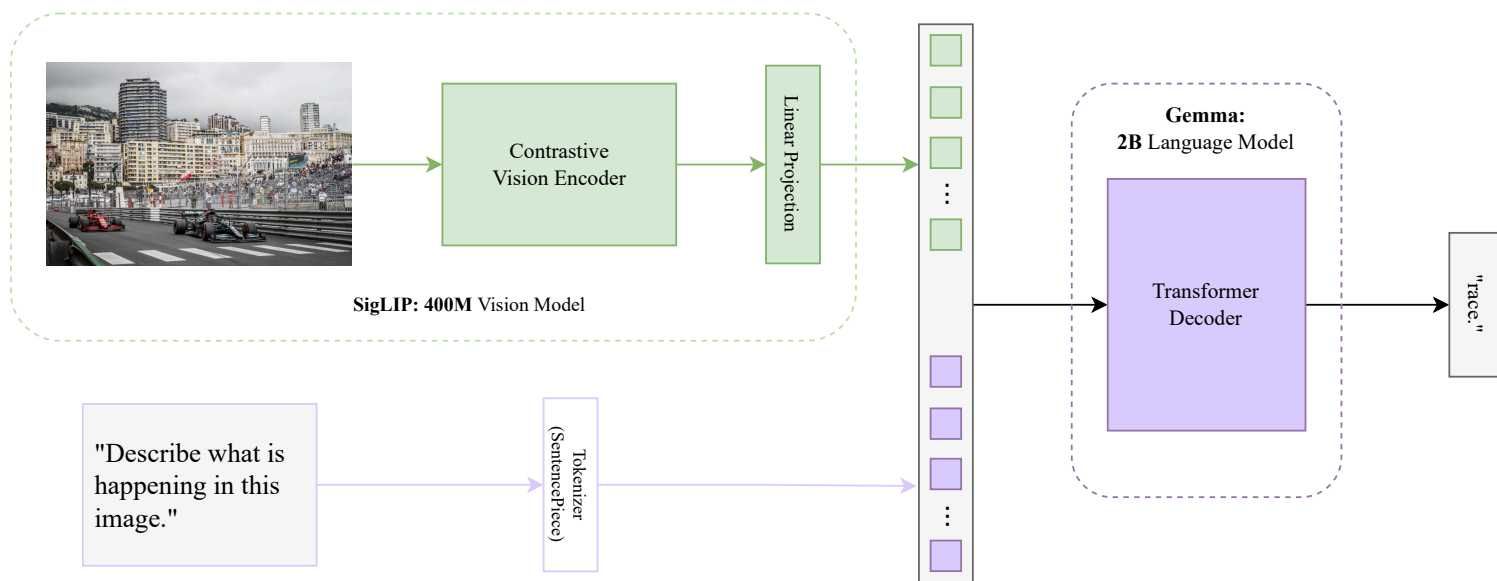 Contrastive
Vision Encoder
Linear Projection
SigLIP: 400M Vision Model
"Describe what is
happening in this
image."
Tokenizer
(SentencePiece)
⋮
⋮
Gemma:
2B Language Model
Transformer
Decoder
"race."